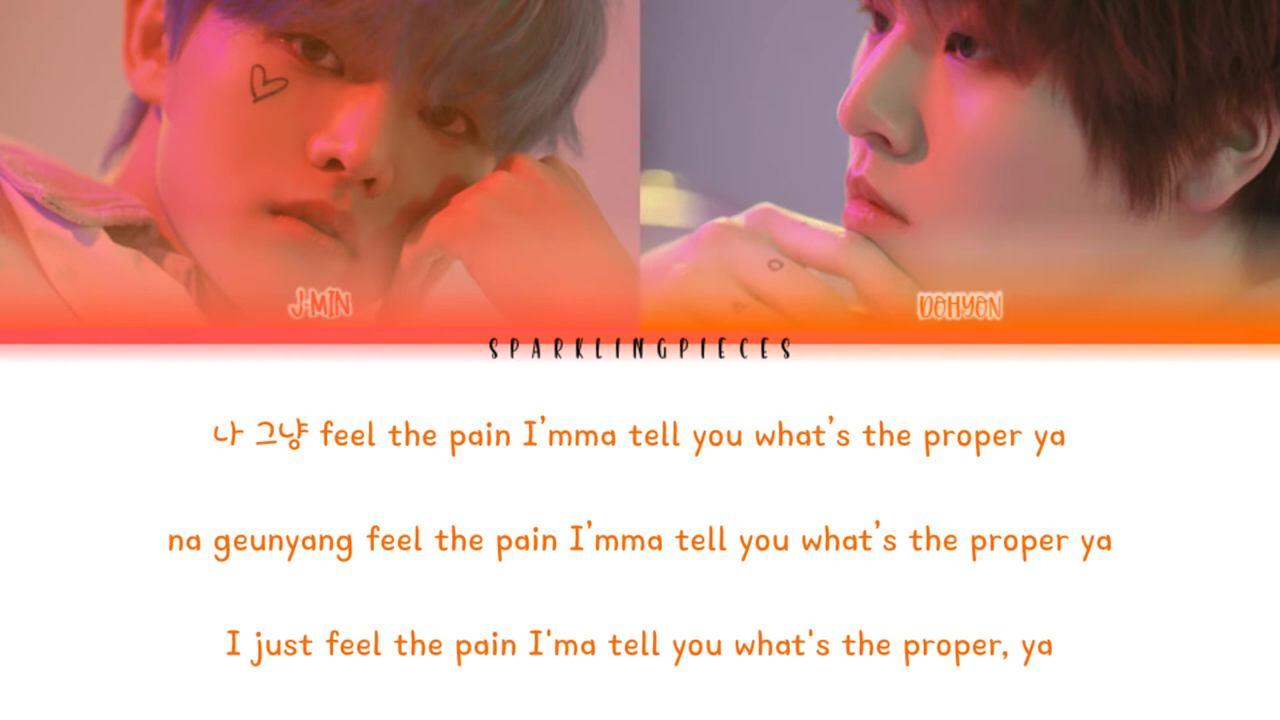 J-MIN
DOHYON
SPARKLINGPIECES
나 그냥 feel the pain I’mma tell you what’s the proper ya
na geunyang feel the pain I’mma tell you what’s the proper ya
I just feel the pain I'ma tell you what's the proper, ya